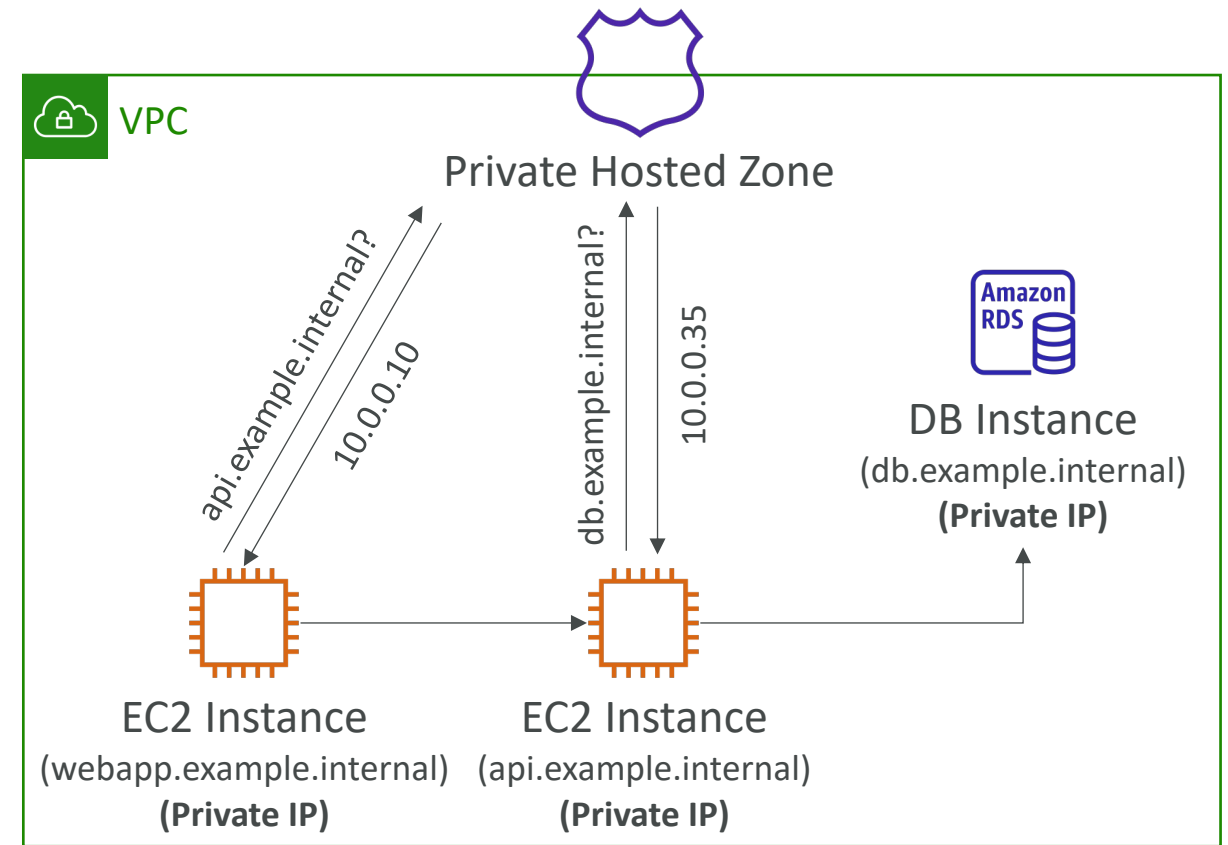 VPC
Private Hosted Zone
api.example.internal?
10.0.0.10
db.example.internal?
10.0.0.35
Amazon
RDS
DB Instance
(db.example.internal)
(Private IP)
EC2 Instance
(webapp.example.internal)
(Private IP)
EC2 Instance
(api.example.internal)
(Private IP)